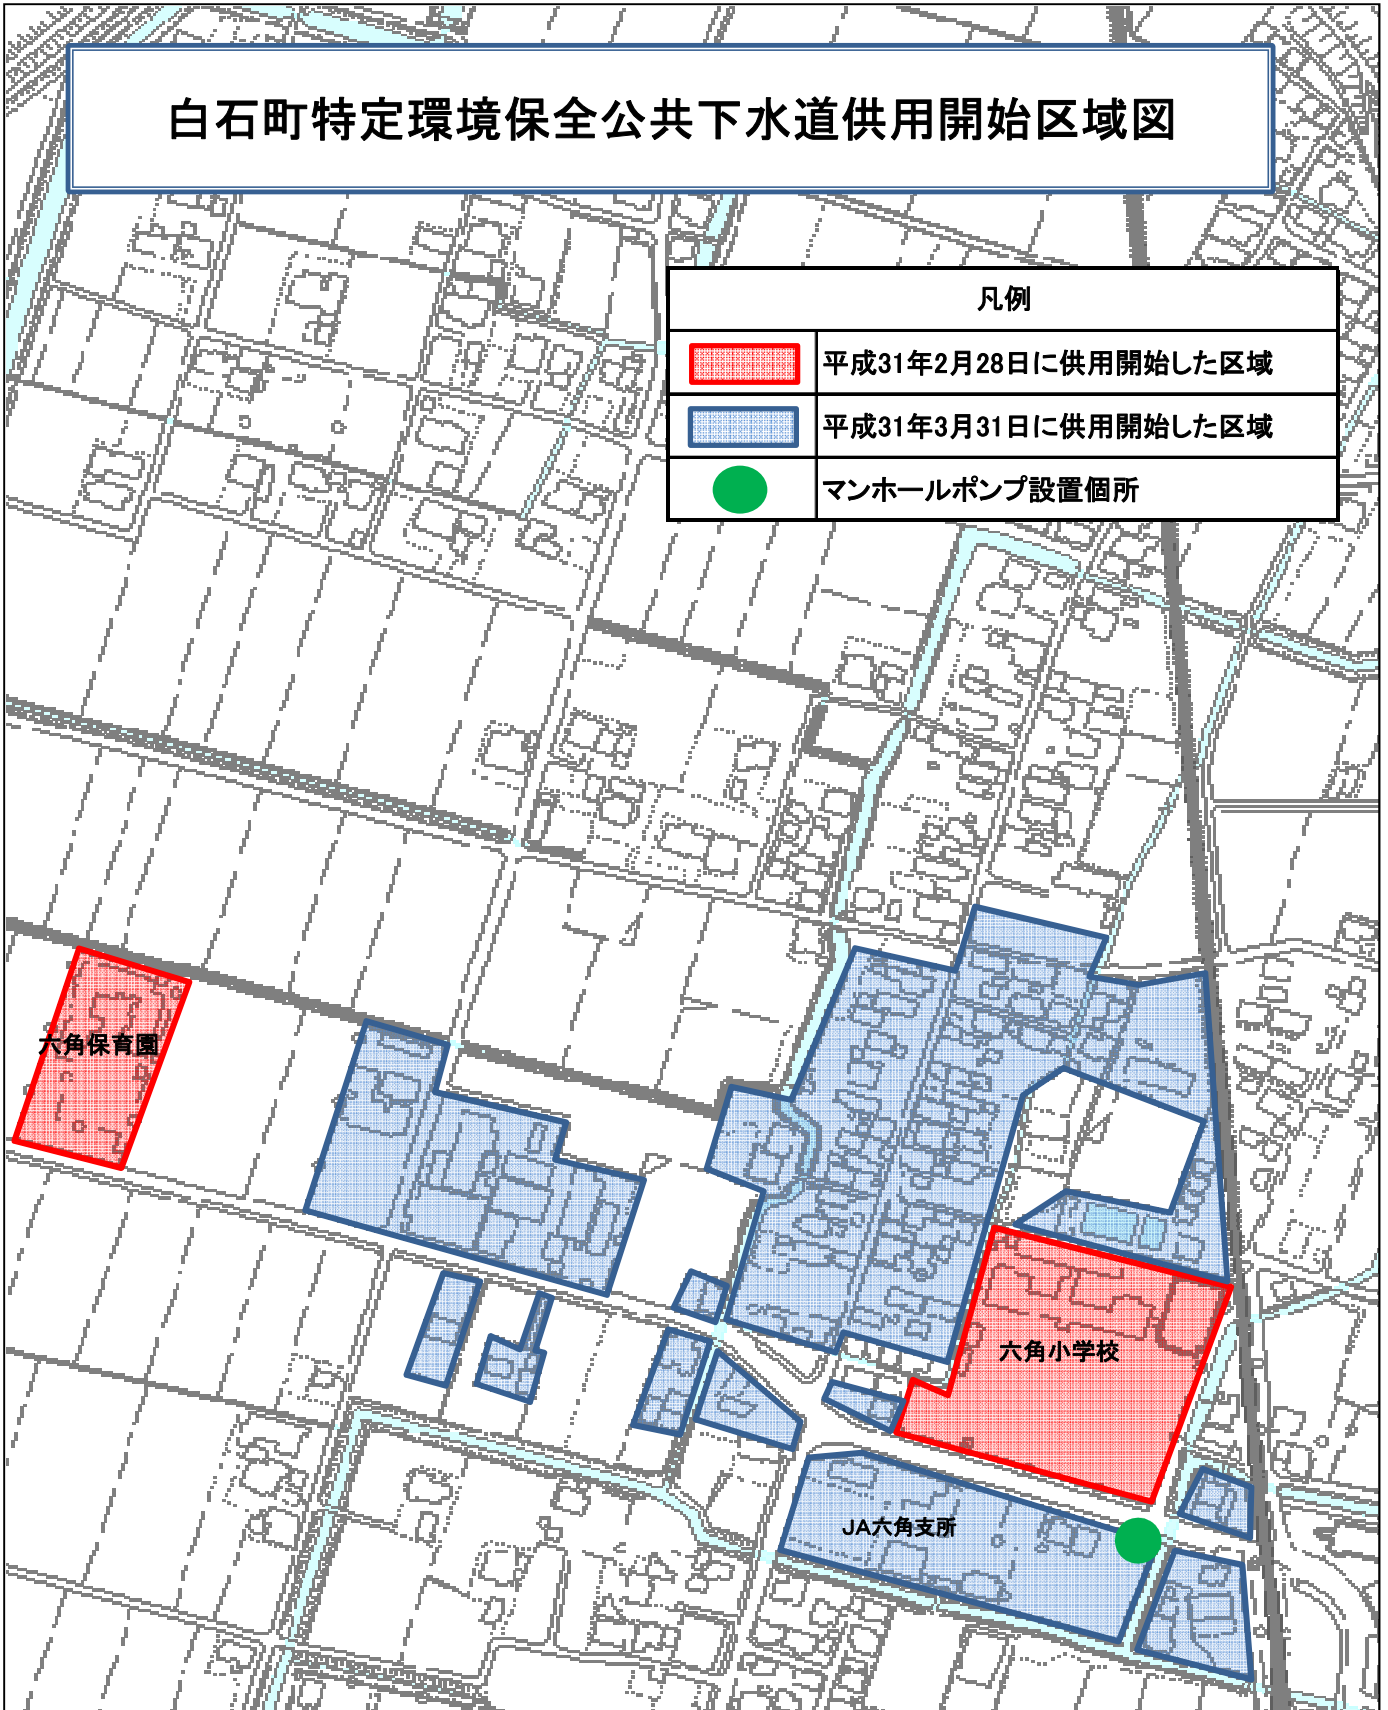 白石町特定環境保全公共下水道供用開始区域図
凡例
平成31年2月28日に供用開始した区域
平成31年3月31日に供用開始した区域
マンホールポンプ設置個所
六角保育園
六角小学校
JA六角支所